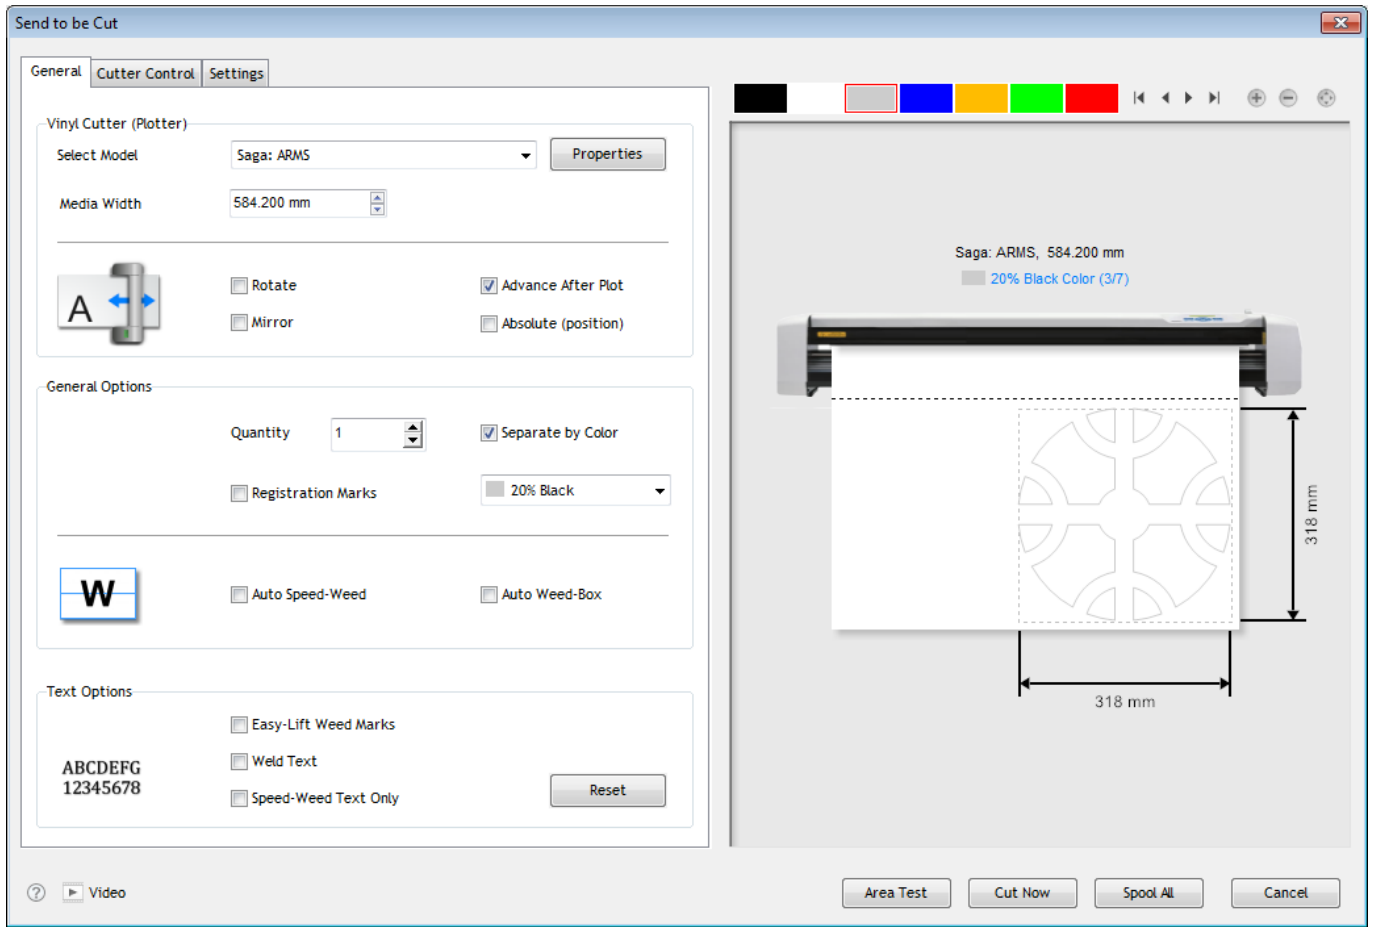 Send to be Cut
General
Cutter Control
Settings
Vinyl Cutter (Plotter)
Select Model
Saga: ARMS
Properties
Media Width
584.200 mm
A
Rotate
Advance After Plot
Mirror
Absolute (position)
General Options
Quantity
1
Separate by Color
Registration Marks
20% Black
W
Auto Speed-Weed
Auto Weed-Box
Text Options
ABCDEFG
12345678
Easy-Lift Weed Marks
Weld Text
Speed-Weed Text Only
Reset
Saga: ARMS, 584.200 mm
20% Black Color (3/7)
318 mm
318 mm
? Video
Area Test
Cut Now
Spool All
Cancel